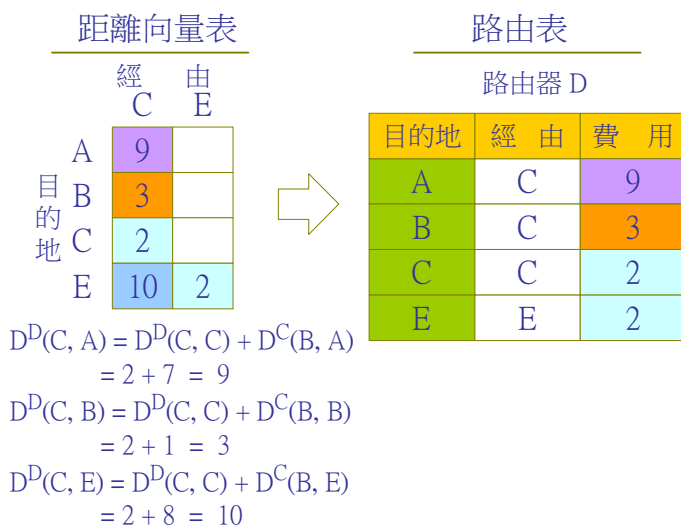 距離向量表
經 由
C E
目的地
A 9
B 3
C 2
E 10 2
D^D(C, A) = D^D(C, C) + D^C(B, A)
= 2 + 7 = 9
D^D(C, B) = D^D(C, C) + D^C(B, B)
= 2 + 1 = 3
D^D(C, E) = D^D(C, C) + D^C(B, E)
= 2 + 8 = 10
路由表
路由器 D
目的地 經 由 費 用
A C 9
B C 3
C C 2
E E 2